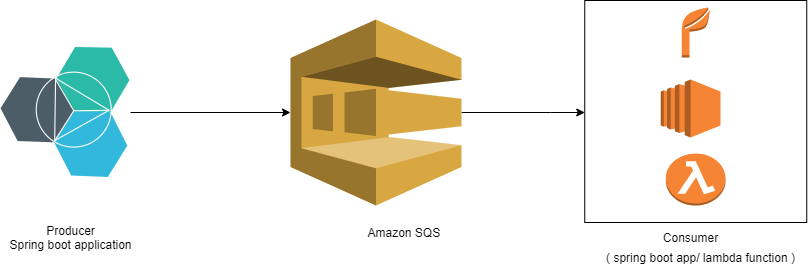 Producer
Spring boot application
Amazon SQS
Consumer
( spring boot app/ lambda function )